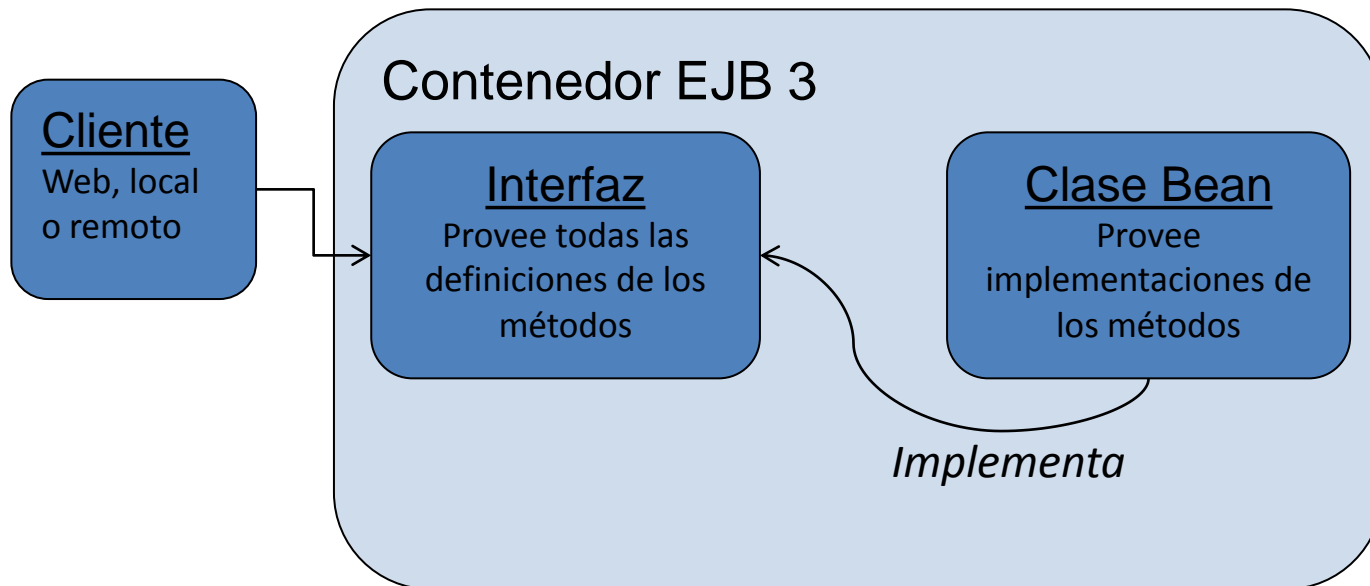 Contenedor EJB 3
Cliente
Web, local
o remoto
Interfaz
Provee todas las
definiciones de los
métodos
Clase Bean
Provee
implementaciones de
los métodos
Implementa